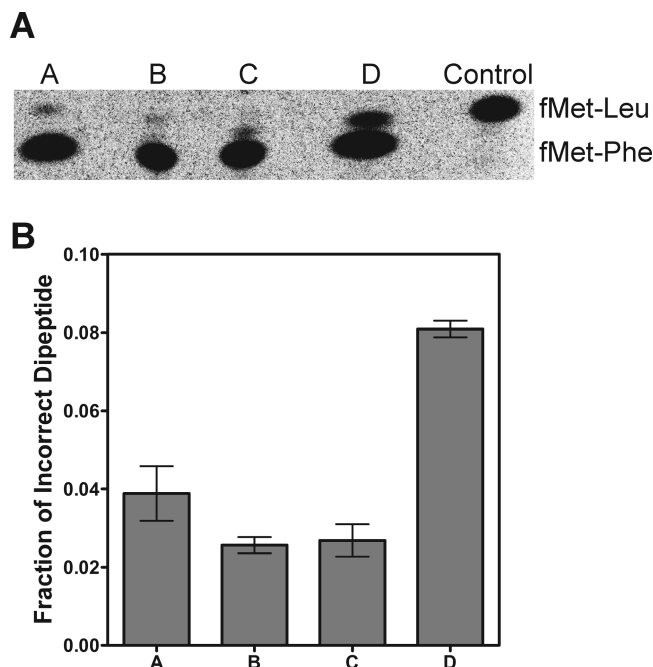 A
A B C D Control
fMet-Leu
fMet-Phe
B
Fraction of Incorrect Dipeptide
0.10
0.08
0.06
0.04
0.02
0.00
A B C D